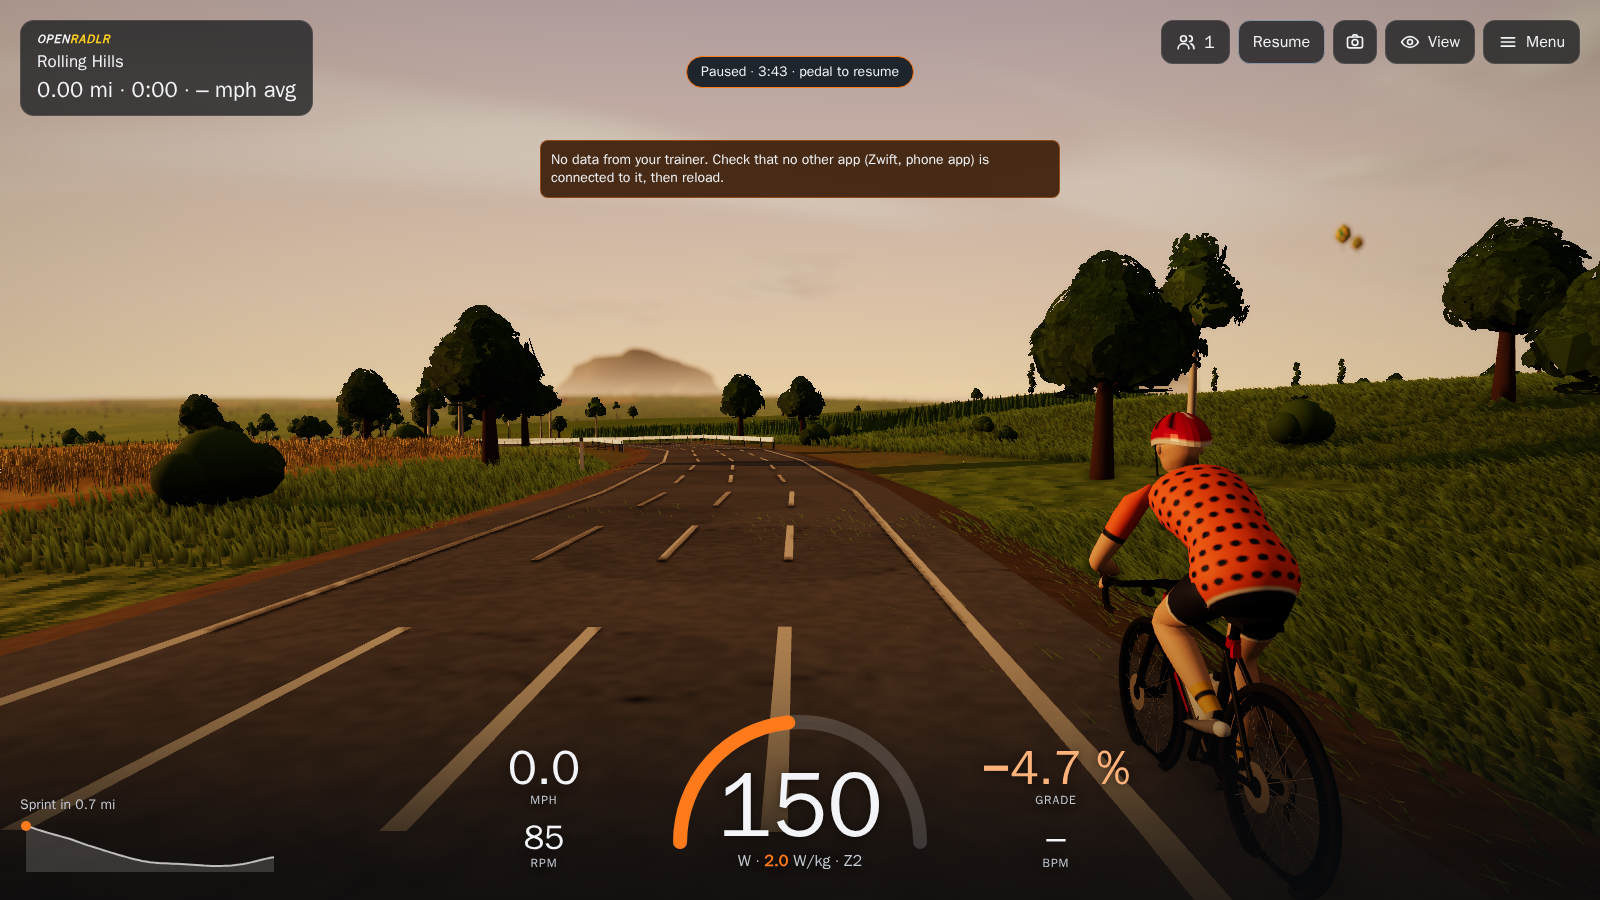 OPENRADLR
Rolling Hills
0.00 mi · 0:00 · – mph avg
Paused · 3:43 · pedal to resume
1
Resume
View
Menu
No data from your trainer. Check that no other app (Zwift, phone app) is
connected to it, then reload.
Sprint in 0.7 mi
0.0
MPH
85
RPM
150
W · 2.0 W/kg · Z2
−4.7 %
GRADE
–
BPM